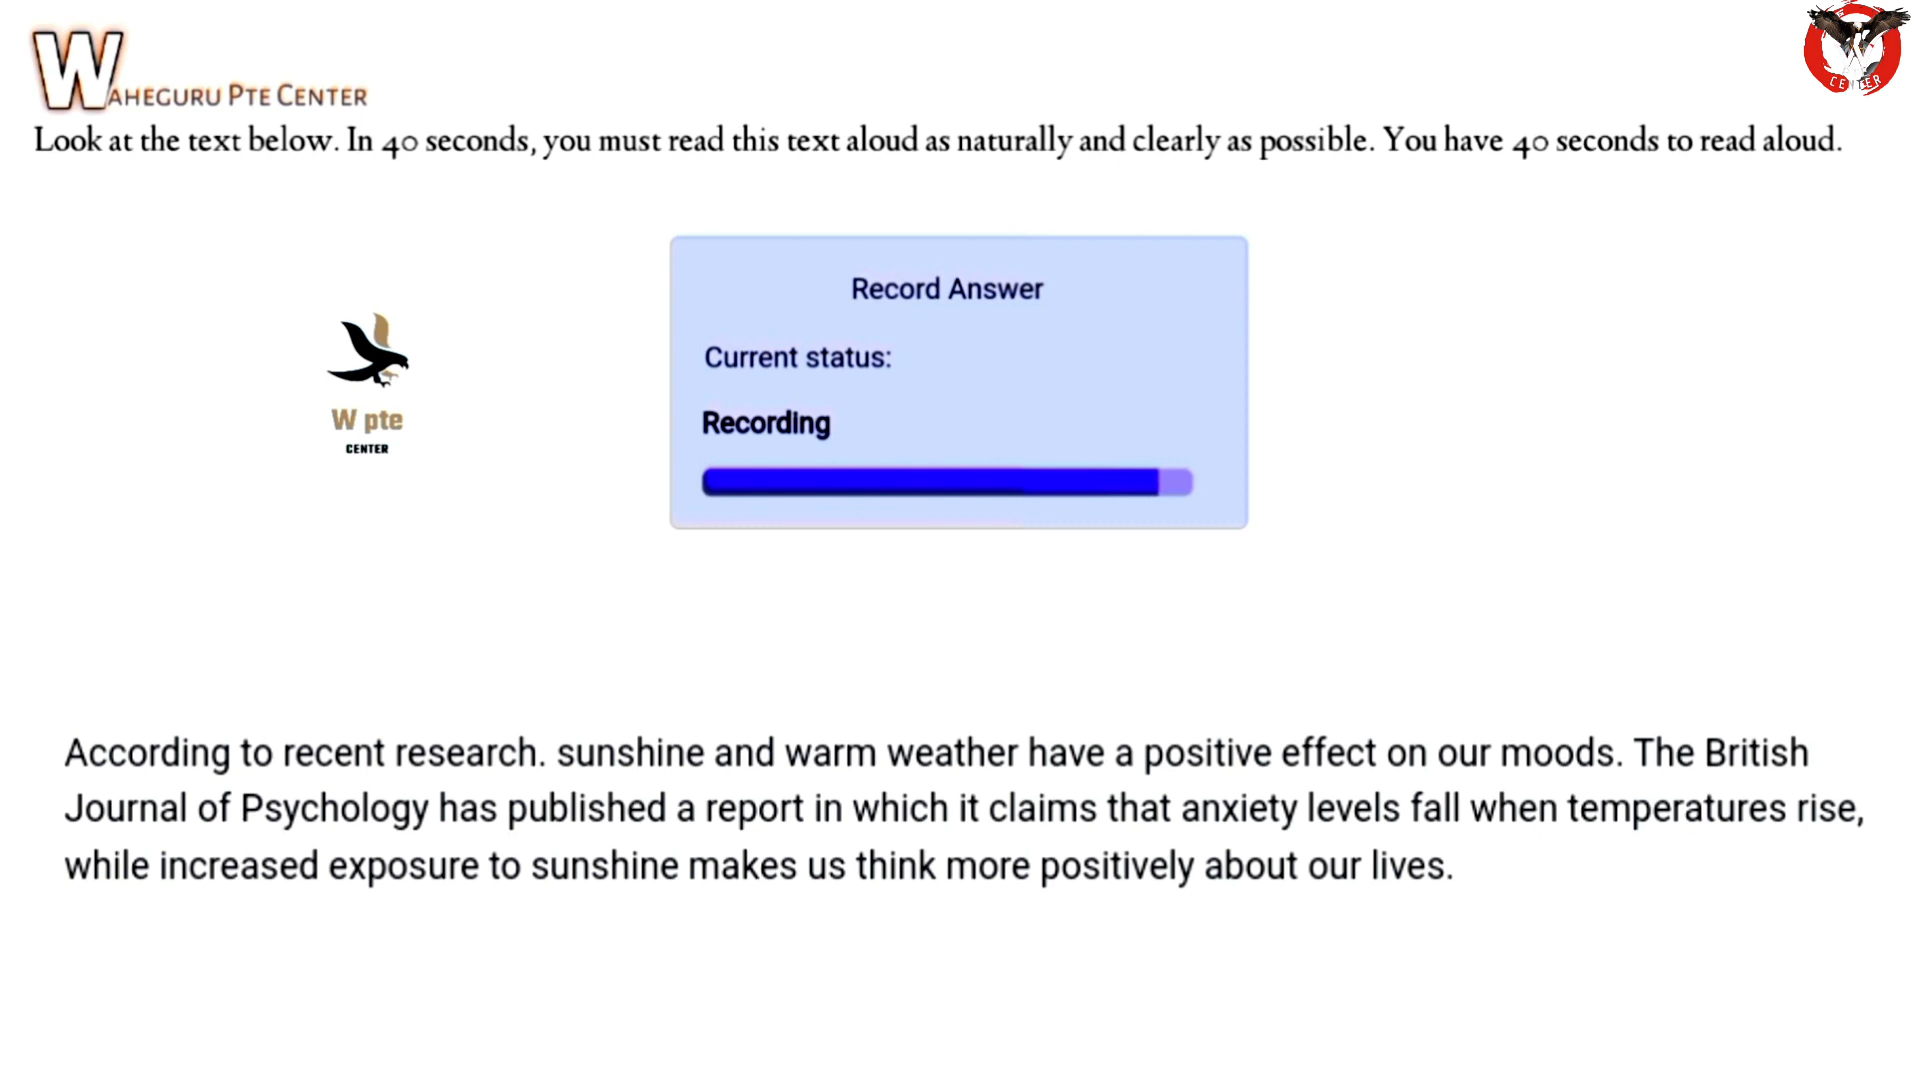 WAHEGURU PTE CENTER
CENTER
Look at the text below. In 40 seconds, you must read this text aloud as naturally and clearly as possible. You have 40 seconds to read aloud.
Record Answer
Current status:
Recording
W pte
CENTER
According to recent research. sunshine and warm weather have a positive effect on our moods. The British
Journal of Psychology has published a report in which it claims that anxiety levels fall when temperatures rise,
while increased exposure to sunshine makes us think more positively about our lives.